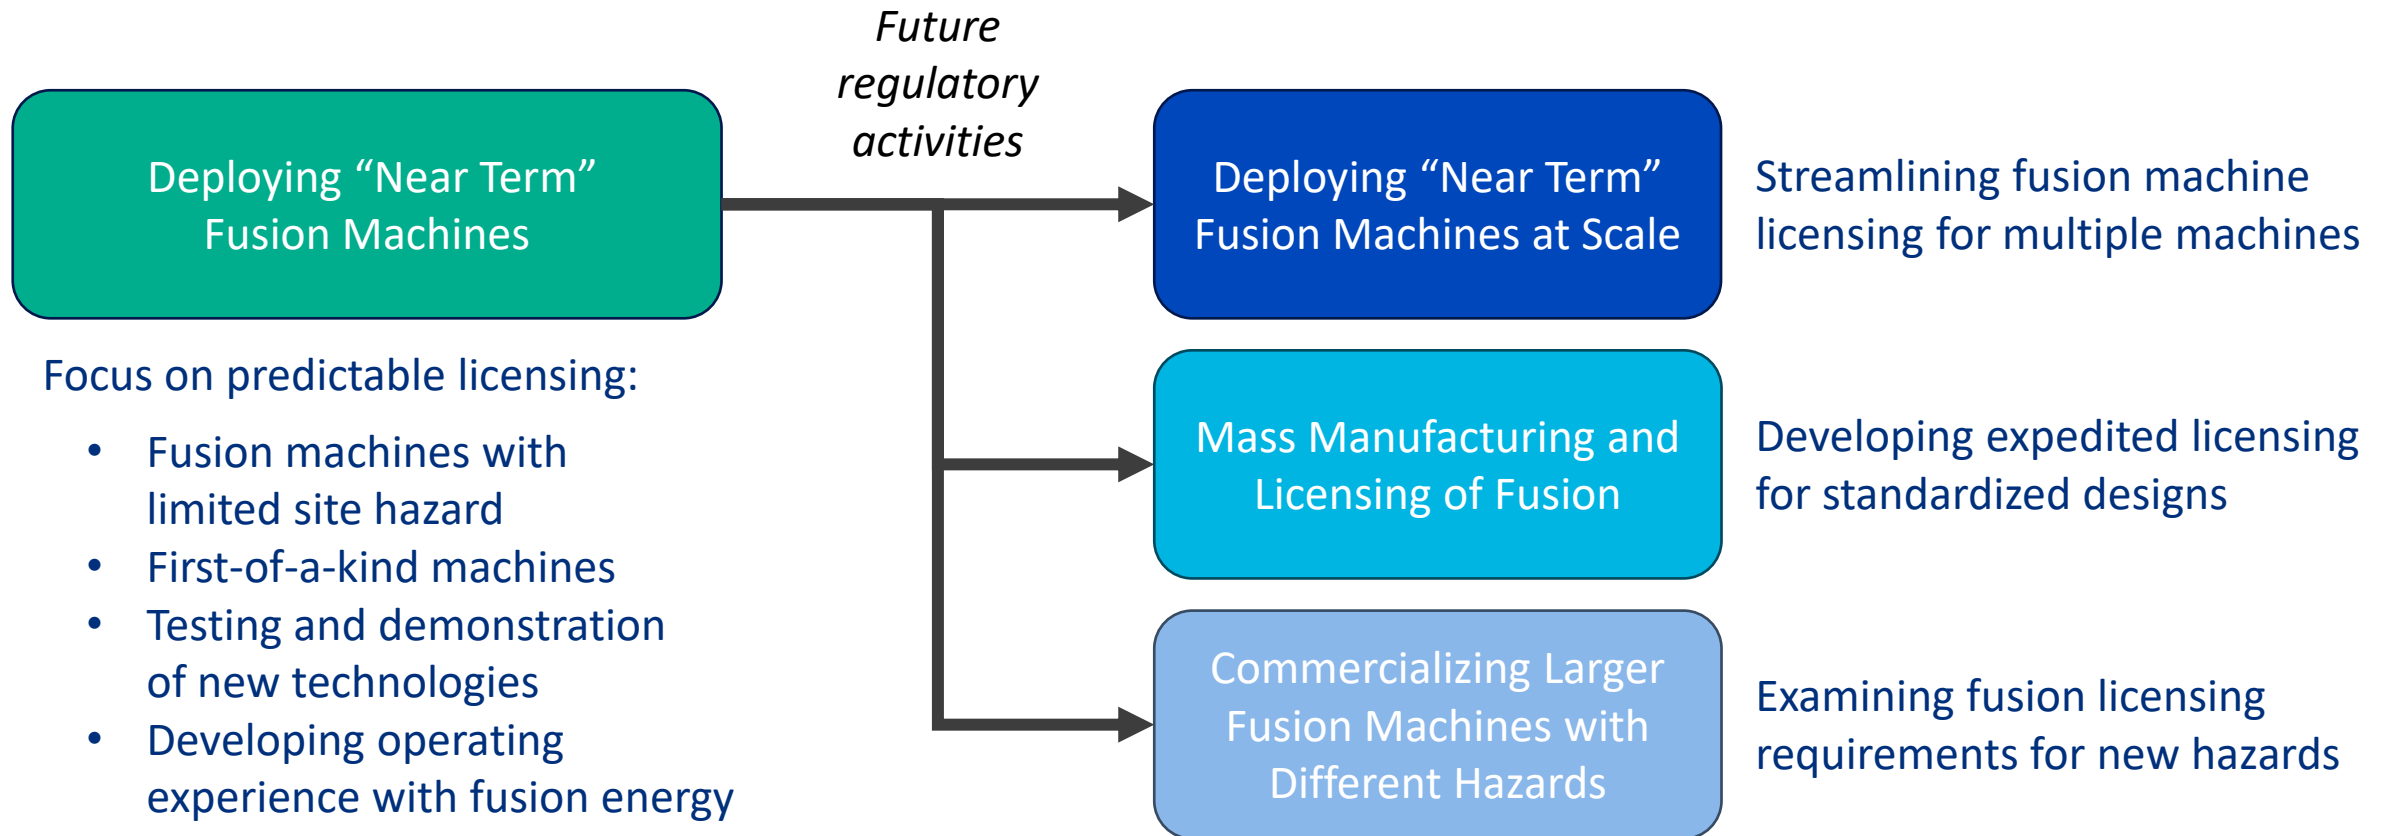 Future
regulatory
activities
Deploying “Near Term”
Fusion Machines
Focus on predictable licensing:
• Fusion machines with
limited site hazard
• First-of-a-kind machines
• Testing and demonstration
of new technologies
• Developing operating
experience with fusion energy
Deploying “Near Term”
Fusion Machines at Scale
Streamlining fusion machine
licensing for multiple machines
Mass Manufacturing and
Licensing of Fusion
Developing expedited licensing
for standardized designs
Commercializing Larger
Fusion Machines with
Different Hazards
Examining fusion licensing
requirements for new hazards